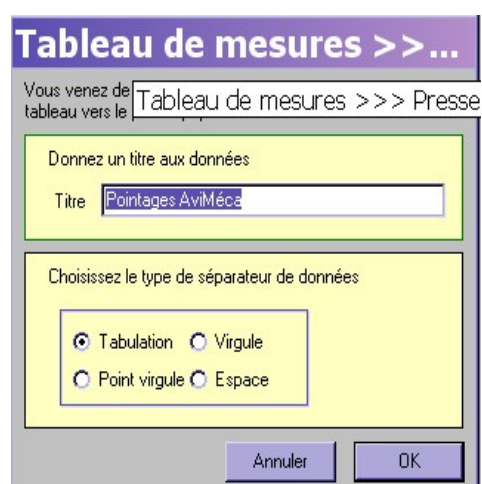 Tableau de mesures >>...
Vous venez de
Tableau de mesures >>> Presse
tableau vers le
Donnez un titre aux données
Titre Pointages AviMéca
Choisissez le type de séparateur de données
Tabulation Virgule
Point virgule Espace
Annuler OK